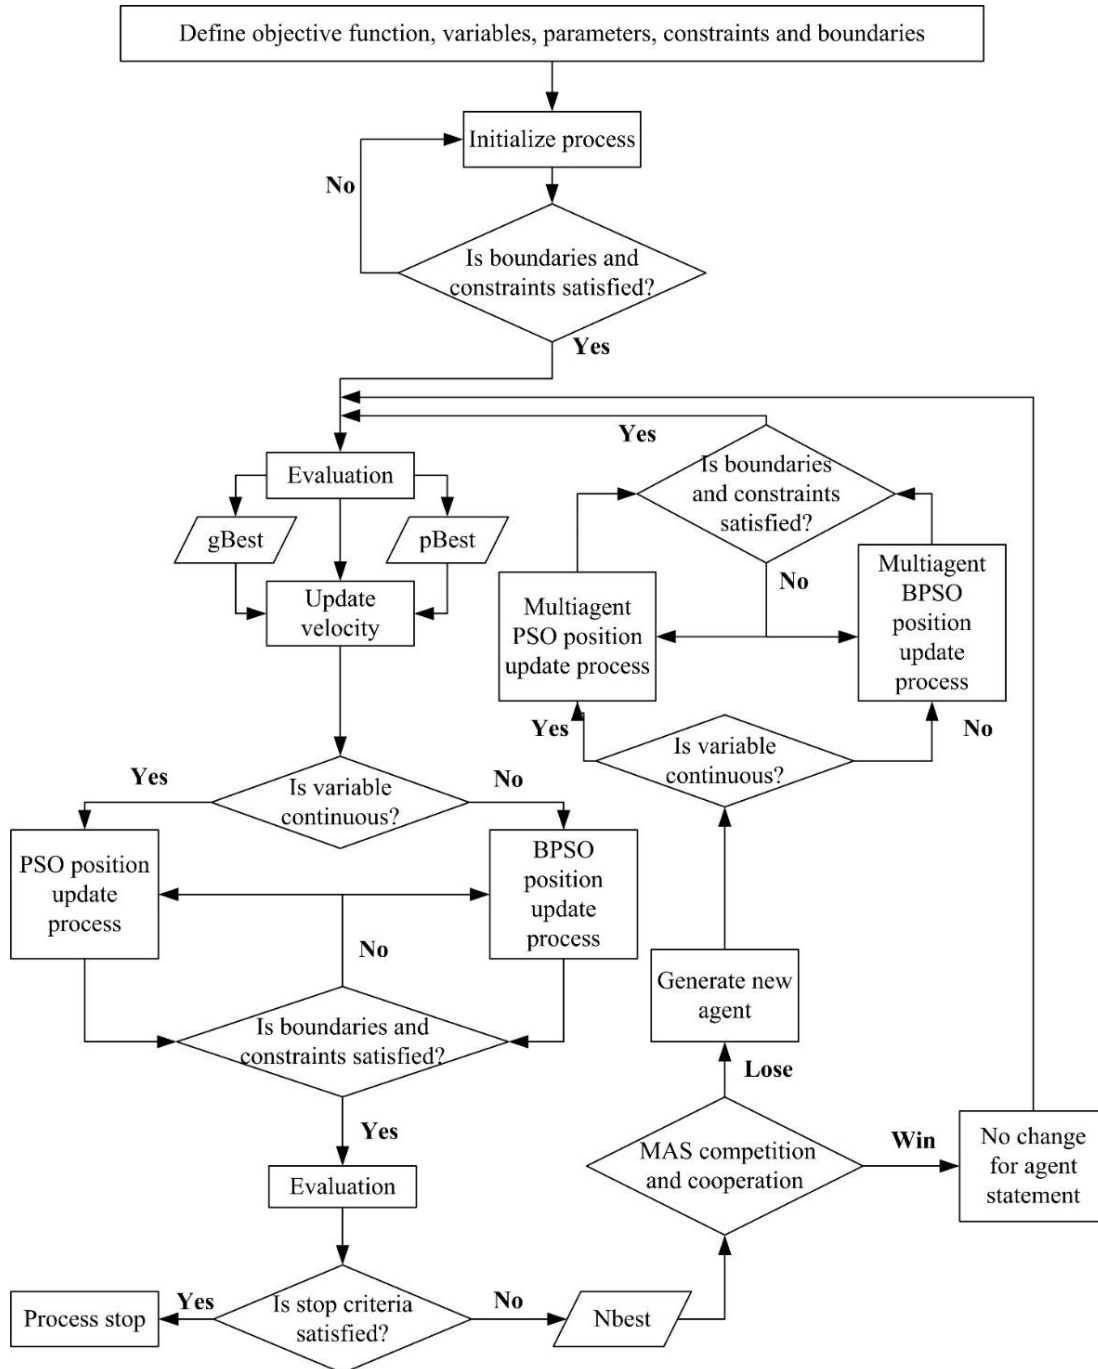 Define objective function, variables, parameters, constraints and boundaries
Initialize process
No
Is boundaries and
constraints satisfied?
Yes
Evaluation
gBest
pBest
Update
velocity
Is variable
continuous?
Yes
No
PSO position
update
process
BPSO
position
update
process
No
Is boundaries and
constraints satisfied?
Yes
Evaluation
Is stop criteria
satisfied?
Yes
Process stop
No
Nbest
MAS competition
and cooperation
Win
No change
for agent
statement
Lose
Generate new
agent
Is variable
continuous?
Yes
No
Multiagent
PSO position
update process
Multiagent
BPSO
position
update
process
No
Is boundaries
and constraints
satisfied?
Yes